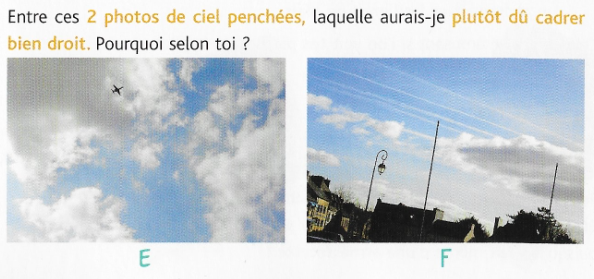 Entre ces 2 photos de ciel penchées, laquelle aurais-je plutôt dû cadrer
bien droit. Pourquoi selon toi ?
E
F